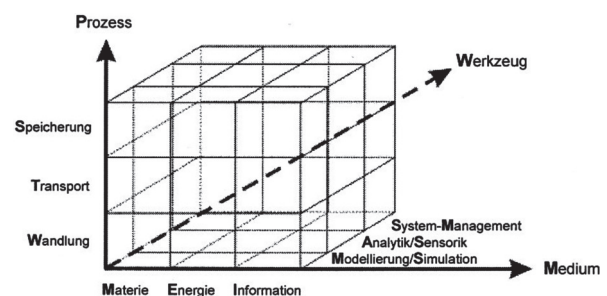 Prozess
Werkzeug
Speicherung
Transport
Wandlung
System-Management
Analytik/Sensorik
Modellierung/Simulation
Medium
Materie Energie Information